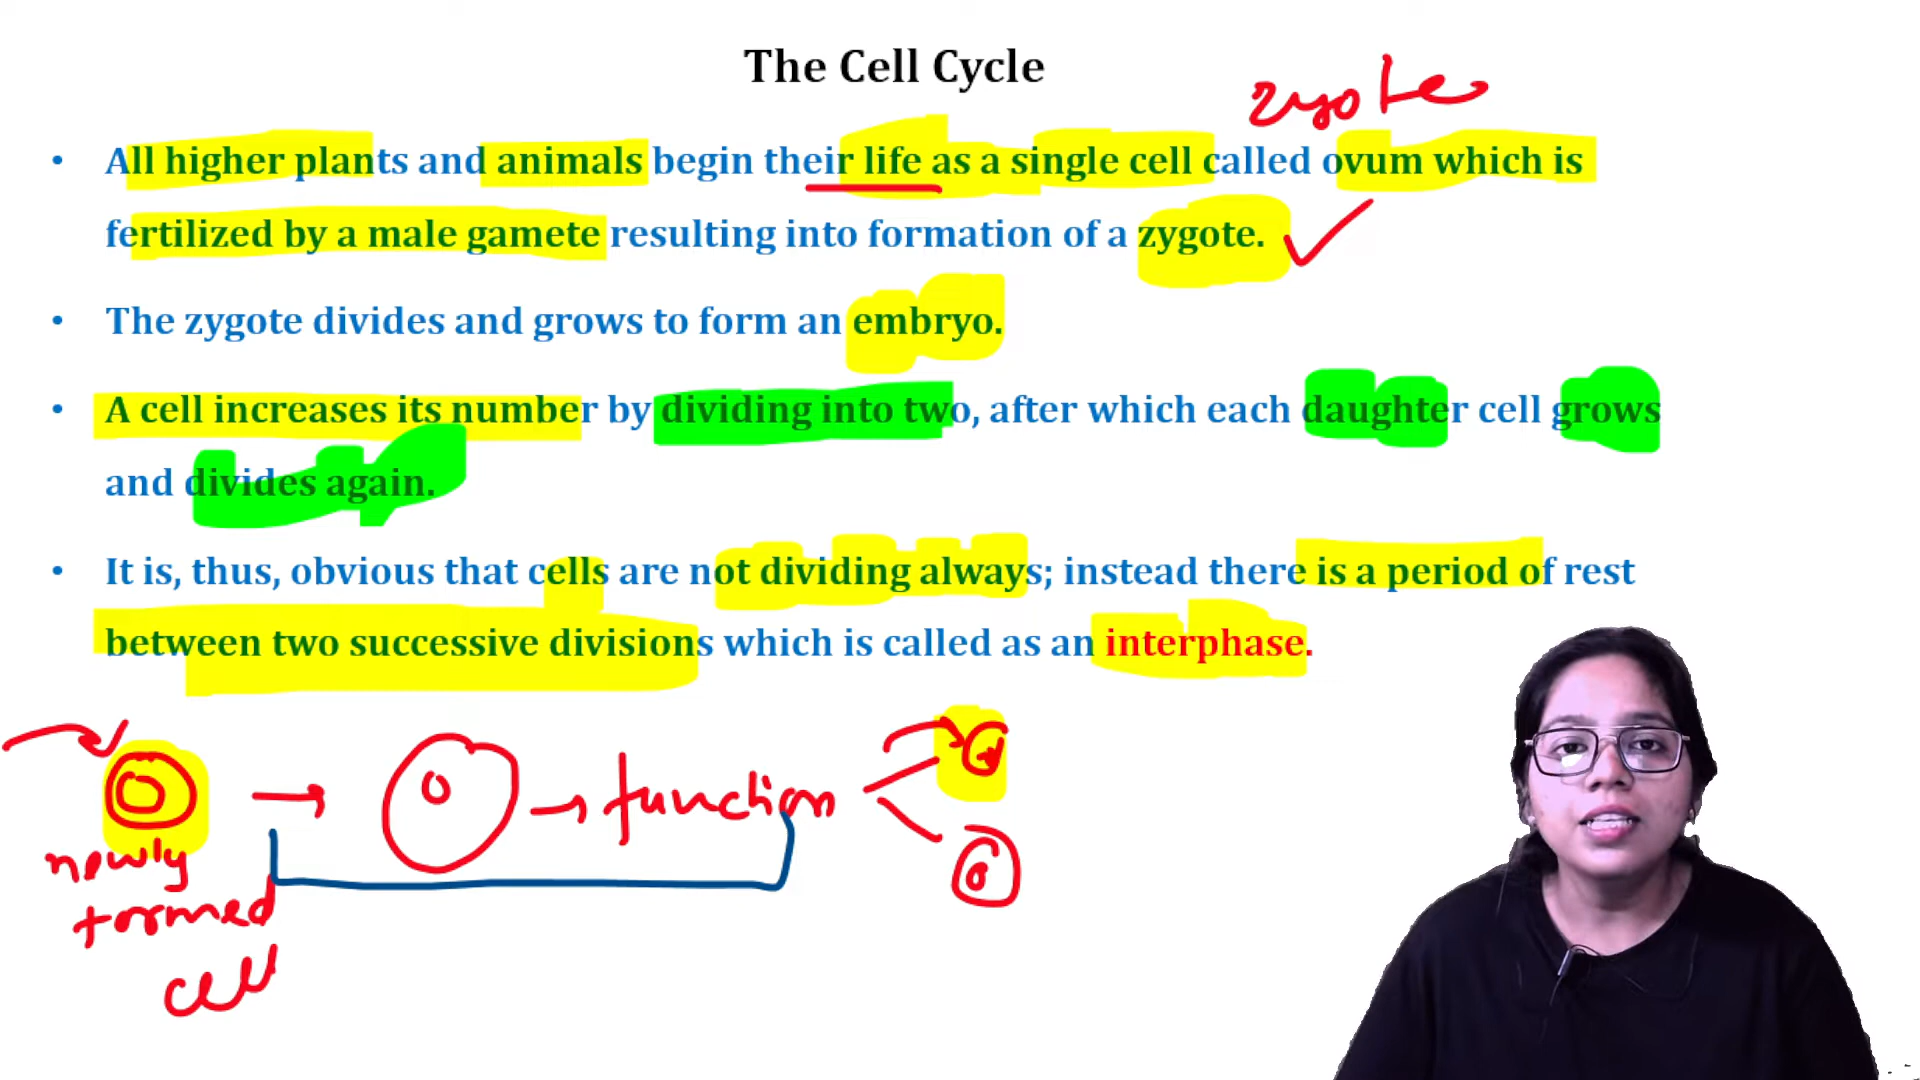 The Cell Cycle
zyote
• All higher plants and animals begin their life as a single cell called ovum which is
fertilized by a male gamete resulting into formation of a zygote.
• The zygote divides and grows to form an embryo.
• A cell increases its number by dividing into two, after which each daughter cell grows
and divides again.
• It is, thus, obvious that cells are not dividing always; instead there is a period of rest
between two successive divisions which is called as an interphase.
function
newly
formed
cell